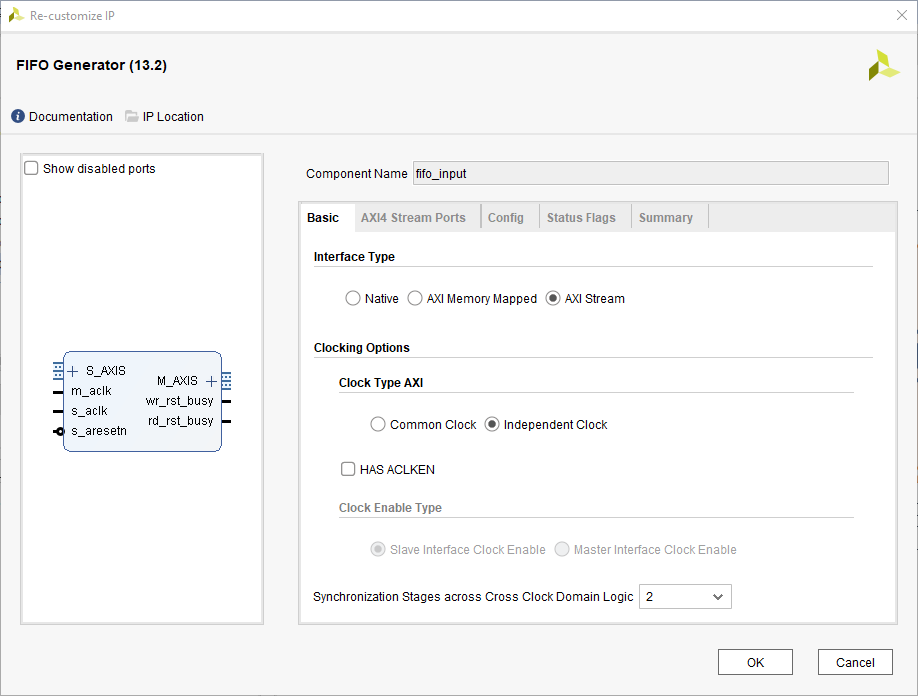 Re-customize IP
FIFO Generator (13.2)
Documentation IP Location
Show disabled ports
S_AXIS
m_aclk
s_aclk
s_aresetn
M_AXIS
wr_rst_busy
rd_rst_busy
Component Name fifo_input
Basic AXI4 Stream Ports Config Status Flags Summary
Interface Type
Native AXI Memory Mapped AXI Stream
Clocking Options
Clock Type AXI
Common Clock Independent Clock
HAS ACLKEN
Clock Enable Type
Slave Interface Clock Enable Master Interface Clock Enable
Synchronization Stages across Cross Clock Domain Logic 2
OK Cancel